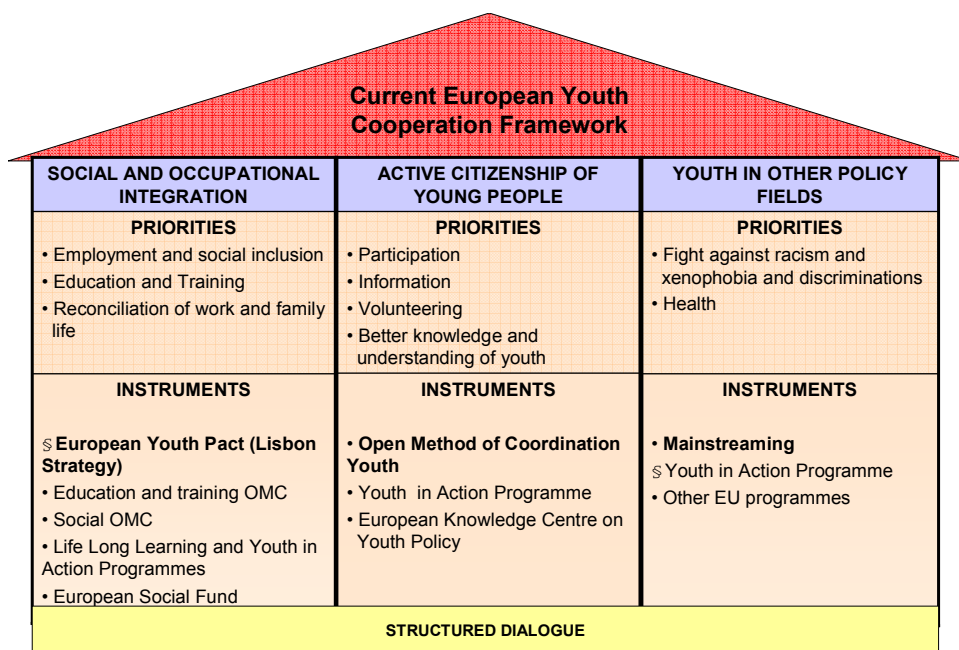 Current European Youth
Cooperation Framework
SOCIAL AND OCCUPATIONAL
INTEGRATION
PRIORITIES
• Employment and social inclusion
• Education and Training
• Reconciliation of work and family
life
INSTRUMENTS
§ European Youth Pact (Lisbon
Strategy)
• Education and training OMC
• Social OMC
• Life Long Learning and Youth in
Action Programmes
• European Social Fund
ACTIVE CITIZENSHIP OF
YOUNG PEOPLE
PRIORITIES
• Participation
• Information
• Volunteering
• Better knowledge and
understanding of youth
INSTRUMENTS
• Open Method of Coordination
Youth
• Youth in Action Programme
• European Knowledge Centre on
Youth Policy
YOUTH IN OTHER POLICY
FIELDS
PRIORITIES
• Fight against racism and
xenophobia and discriminations
• Health
INSTRUMENTS
• Mainstreaming
§ Youth in Action Programme
• Other EU programmes
STRUCTURED DIALOGUE